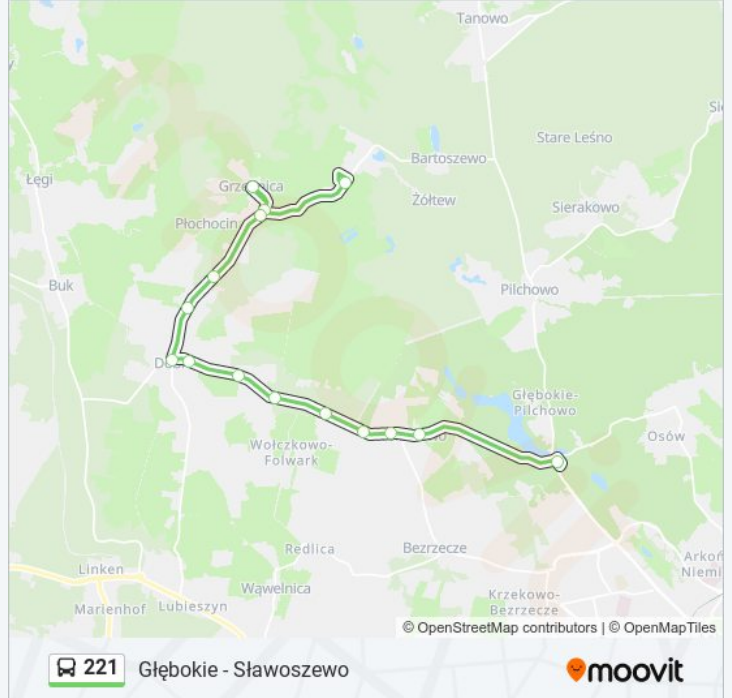 Tanowo
Stare Leśno
Bartoszewo
Łęgi
Żółtew
Sierakowo
Płochocin
Buk
Pilchowo
Głębokie-
Pilchowo
Osów
Wołczkowo-
Folwark
Redlica
Bezrzecze
Linken
Wąwelnica
Marienhof
Lubieszyn
Krzekowo-
Bezrzecze
© OpenStreetMap contributors | © OpenMapTiles
221 Głębokie - Sławoszewo
moovit